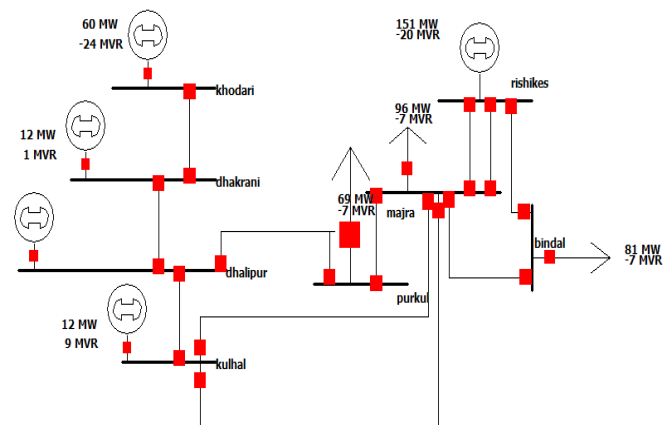 60 MW
-24 MVR
khodari
12 MW
1 MVR
dhakrani
dhalipur
12 MW
9 MVR
kulhal
151 MW
-20 MVR
rishikes
96 MW
-7 MVR
69 MW
-7 MVR
majra
purkul
bindal
81 MW
-7 MVR